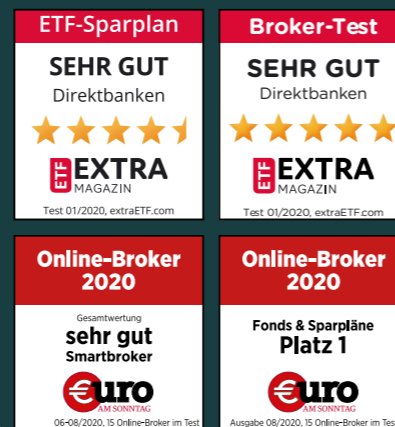 ETF-Sparplan
SEHR GUT
Direktbanken
ETF EXTRA
MAGAZIN
Test 01/2020, extraETF.com
Broker-Test
SEHR GUT
Direktbanken
ETF EXTRA
MAGAZIN
Test 01/2020, extraETF.com
Online-Broker
2020
Gesamtwertung
sehr gut
Smartbroker
€uro
AM SONNTAG
06-08/2020, 15 Online-Broker im Test
Online-Broker
2020
Fonds & Sparpläne
Platz 1
€uro
AM SONNTAG
Ausgabe 08/2020, 15 Online-Broker im Tes